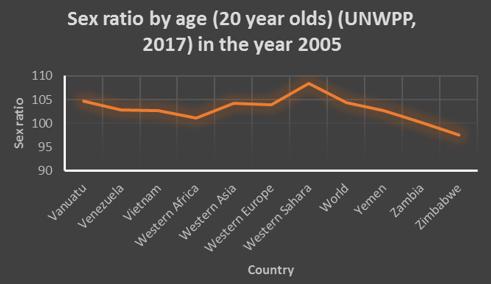 Sex ratio by age (20 year olds) (UNWPP,
2017) in the year 2005
110
105
100
95
90
Sex ratio
Vanuatu
Venezuela
Vietnam
Western Africa
Western Asia
Western Europe
Western Sahara
World
Yemen
Zambia
Zimbabwe
Country